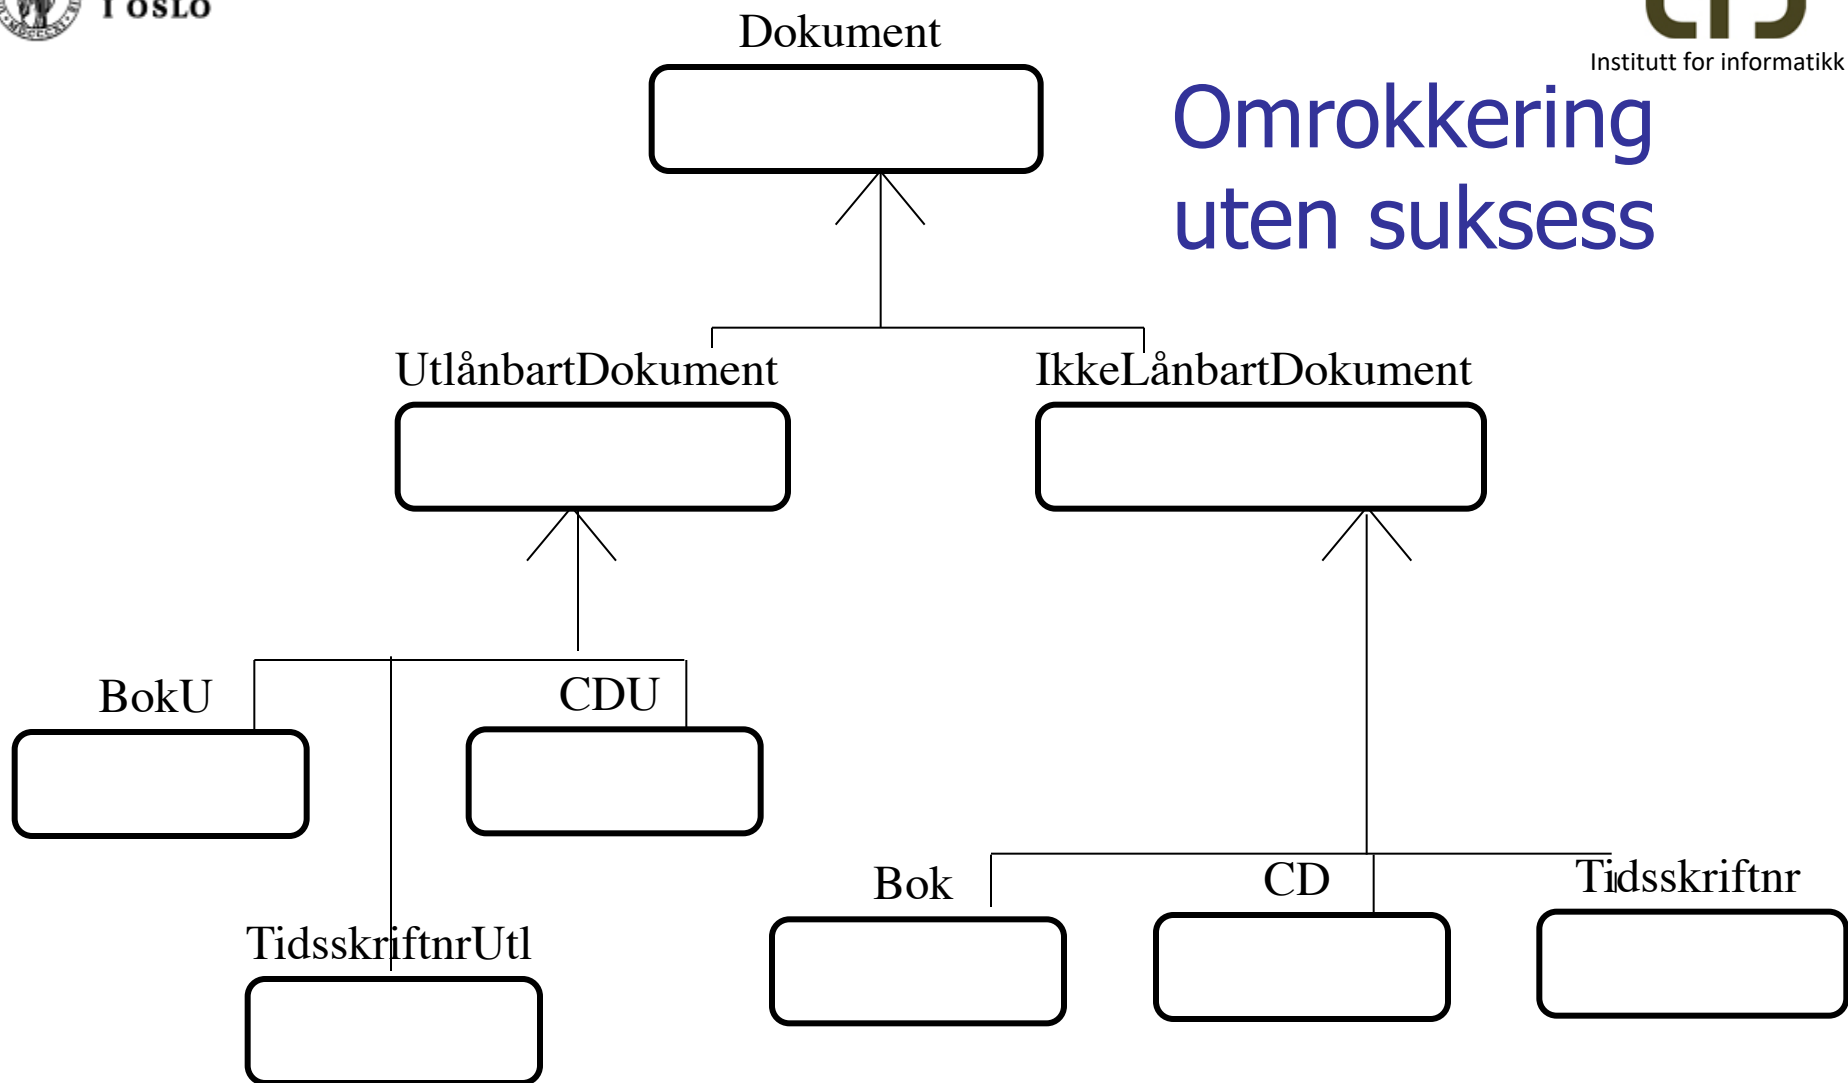 I OSLO
Institutt for informatikk
Dokument
Omrokkering
uten suksess
UtlånbartDokument
IkkeLånbartDokument
BokU
CDU
TidsskriftnrUtl
Bok
CD
Tidsskriftnr